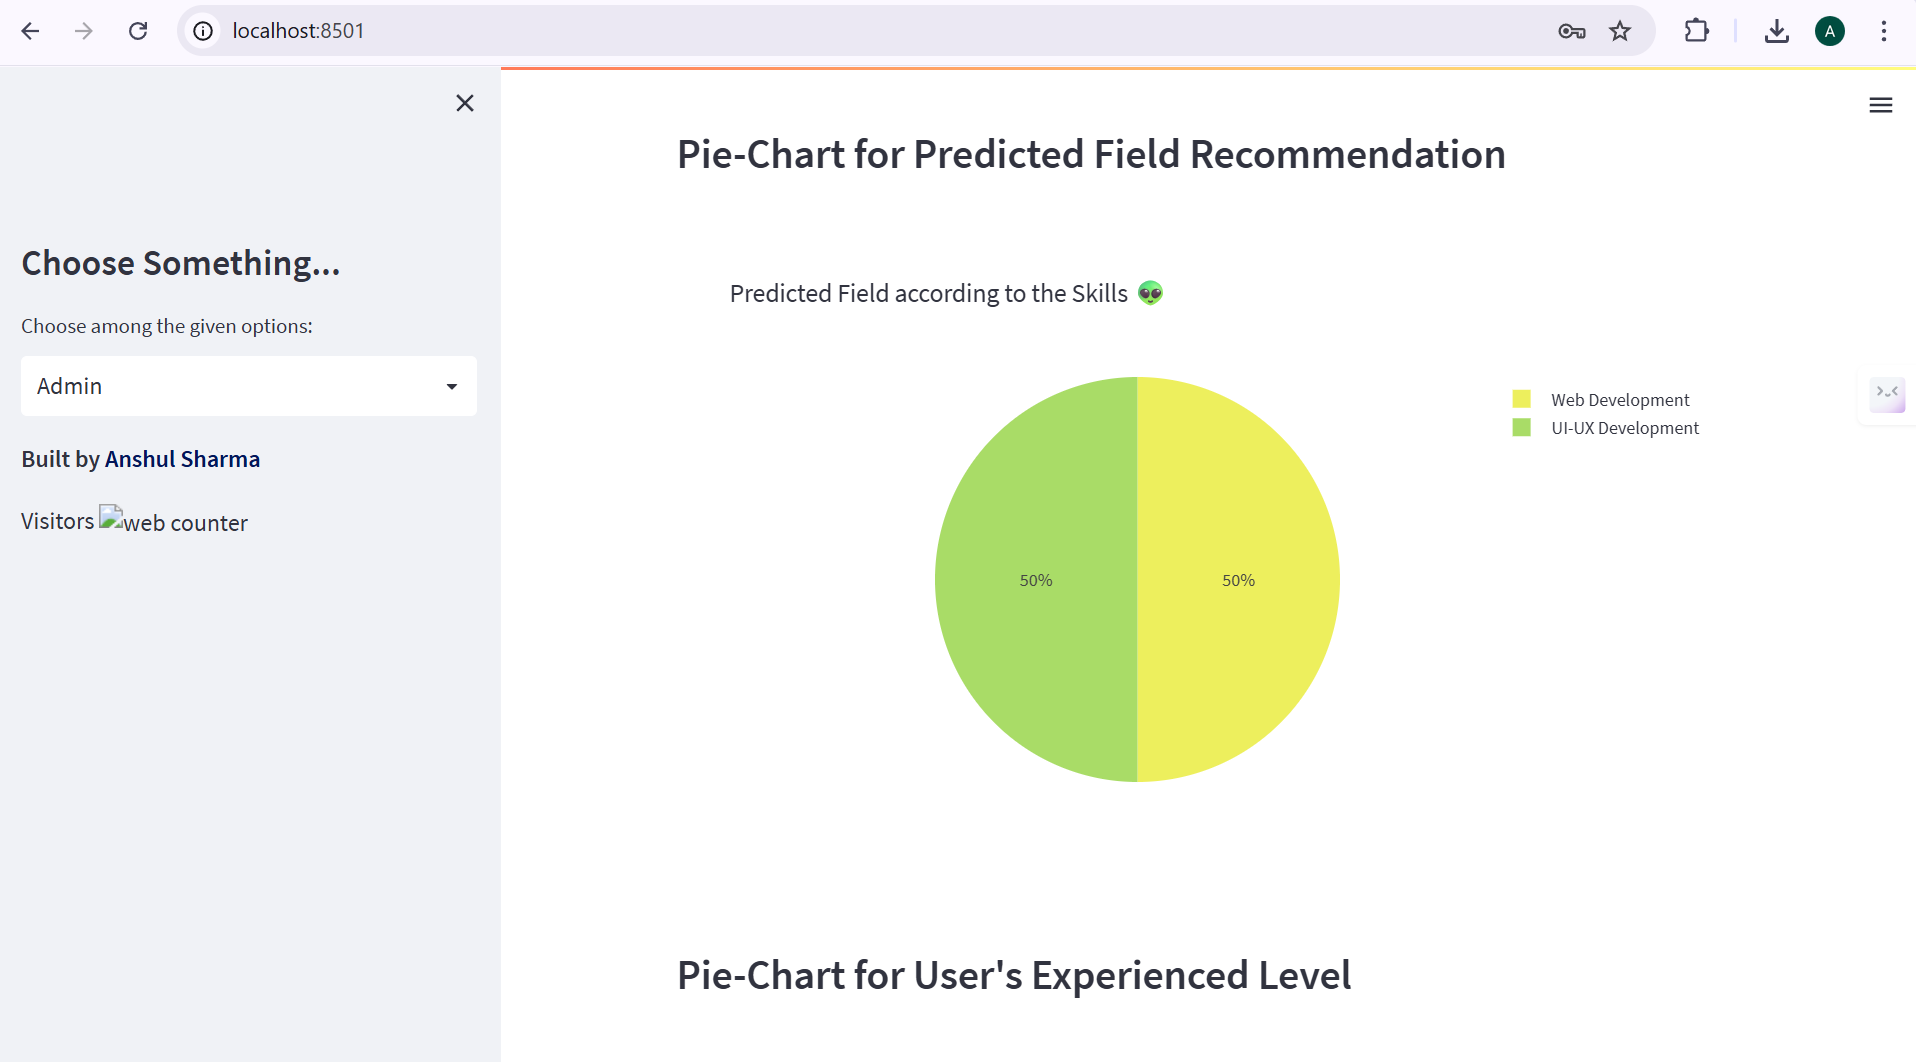 localhost:8501
A
Choose Something...
Choose among the given options:
Admin
Built by Anshul Sharma
Visitors web counter
Pie-Chart for Predicted Field Recommendation
Predicted Field according to the Skills 👽
Web Development
UI-UX Development
50%
50%
Pie-Chart for User's Experienced Level